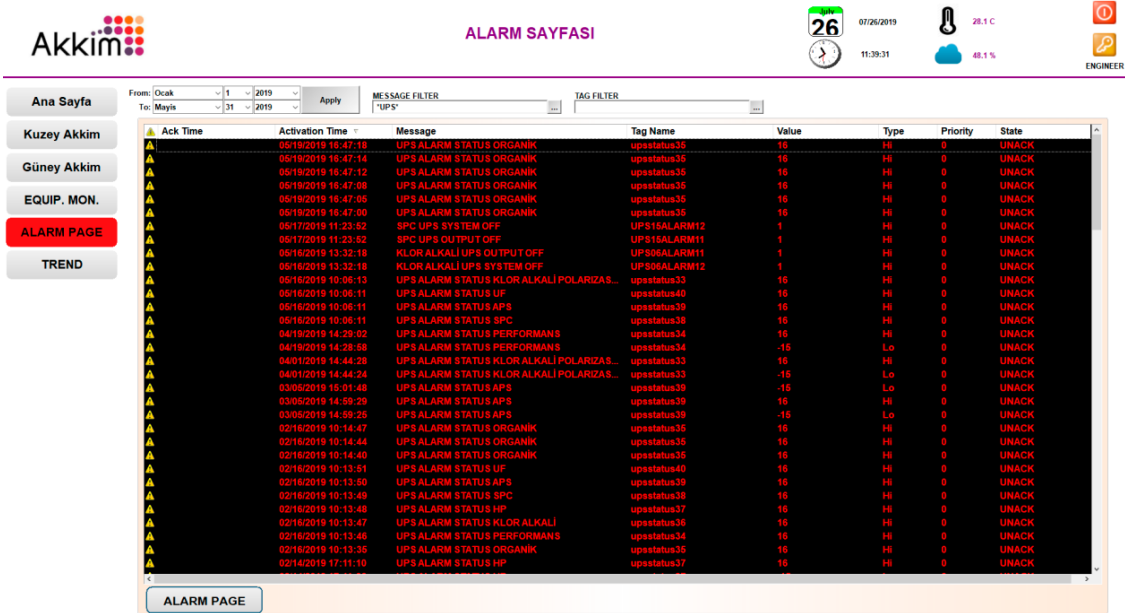 Akkim
ALARM SAYFASI
July
26
07/26/2019
28.1 C
11:39:31
48.1 %
ENGINEER
Ana Sayfa
Kuzey Akkim
Güney Akkim
EQUIP. MON.
ALARM PAGE
TREND
From: Ocak 1 2019
To: Mayis 31 2019
Apply
MESSAGE FILTER
*UPS*
...
TAG FILTER
...
Ack Time Activation Time Message Tag Name Value Type Priority State
05/19/2019 16:47:18 UPS ALARM STATUS ORGANİK upsstatus35 16 Hi 0 UNACK
05/19/2019 16:47:14 UPS ALARM STATUS ORGANİK upsstatus35 16 Hi 0 UNACK
05/19/2019 16:47:12 UPS ALARM STATUS ORGANİK upsstatus35 16 Hi 0 UNACK
05/19/2019 16:47:08 UPS ALARM STATUS ORGANİK upsstatus35 16 Hi 0 UNACK
05/19/2019 16:47:05 UPS ALARM STATUS ORGANİK upsstatus35 16 Hi 0 UNACK
05/19/2019 16:47:00 UPS ALARM STATUS ORGANİK upsstatus35 16 Hi 0 UNACK
05/17/2019 11:23:52 SPC UPS SYSTEM OFF UPS15ALARM12 1 Hi 0 UNACK
05/17/2019 11:23:52 SPC UPS OUTPUT OFF UPS15ALARM11 1 Hi 0 UNACK
05/16/2019 13:32:18 KLOR ALKALİ UPS OUTPUT OFF UPS06ALARM11 1 Hi 0 UNACK
05/16/2019 13:32:18 KLOR ALKALİ UPS SYSTEM OFF UPS06ALARM12 1 Hi 0 UNACK
05/16/2019 10:06:13 UPS ALARM STATUS KLOR ALKALİ POLARIZAS... upsstatus33 16 Hi 0 UNACK
05/16/2019 10:06:11 UPS ALARM STATUS UF upsstatus40 16 Hi 0 UNACK
05/16/2019 10:06:11 UPS ALARM STATUS APS upsstatus39 16 Hi 0 UNACK
05/16/2019 10:06:11 UPS ALARM STATUS SPC upsstatus38 16 Hi 0 UNACK
04/19/2019 14:29:02 UPS ALARM STATUS PERFORMANS upsstatus34 16 Hi 0 UNACK
04/19/2019 14:28:58 UPS ALARM STATUS PERFORMANS upsstatus34 -15 Lo 0 UNACK
04/01/2019 14:44:28 UPS ALARM STATUS KLOR ALKALİ POLARIZAS... upsstatus33 16 Hi 0 UNACK
04/01/2019 14:44:24 UPS ALARM STATUS KLOR ALKALİ POLARIZAS... upsstatus33 -15 Lo 0 UNACK
03/05/2019 15:01:48 UPS ALARM STATUS APS upsstatus39 -15 Lo 0 UNACK
03/05/2019 14:59:29 UPS ALARM STATUS APS upsstatus39 16 Hi 0 UNACK
03/05/2019 14:59:25 UPS ALARM STATUS APS upsstatus39 -15 Lo 0 UNACK
02/16/2019 10:14:47 UPS ALARM STATUS ORGANİK upsstatus35 16 Hi 0 UNACK
02/16/2019 10:14:44 UPS ALARM STATUS ORGANİK upsstatus35 16 Hi 0 UNACK
02/16/2019 10:14:40 UPS ALARM STATUS ORGANİK upsstatus35 16 Hi 0 UNACK
02/16/2019 10:13:51 UPS ALARM STATUS UF upsstatus40 16 Hi 0 UNACK
02/16/2019 10:13:50 UPS ALARM STATUS APS upsstatus39 16 Hi 0 UNACK
02/16/2019 10:13:49 UPS ALARM STATUS SPC upsstatus38 16 Hi 0 UNACK
02/16/2019 10:13:48 UPS ALARM STATUS HP upsstatus37 16 Hi 0 UNACK
02/16/2019 10:13:47 UPS ALARM STATUS KLOR ALKALİ upsstatus36 16 Hi 0 UNACK
02/16/2019 10:13:46 UPS ALARM STATUS PERFORMANS upsstatus34 16 Hi 0 UNACK
02/16/2019 10:13:35 UPS ALARM STATUS ORGANİK upsstatus35 16 Hi 0 UNACK
02/14/2019 17:11:10 UPS ALARM STATUS HP upsstatus37 16 Hi 0 UNACK
ALARM PAGE